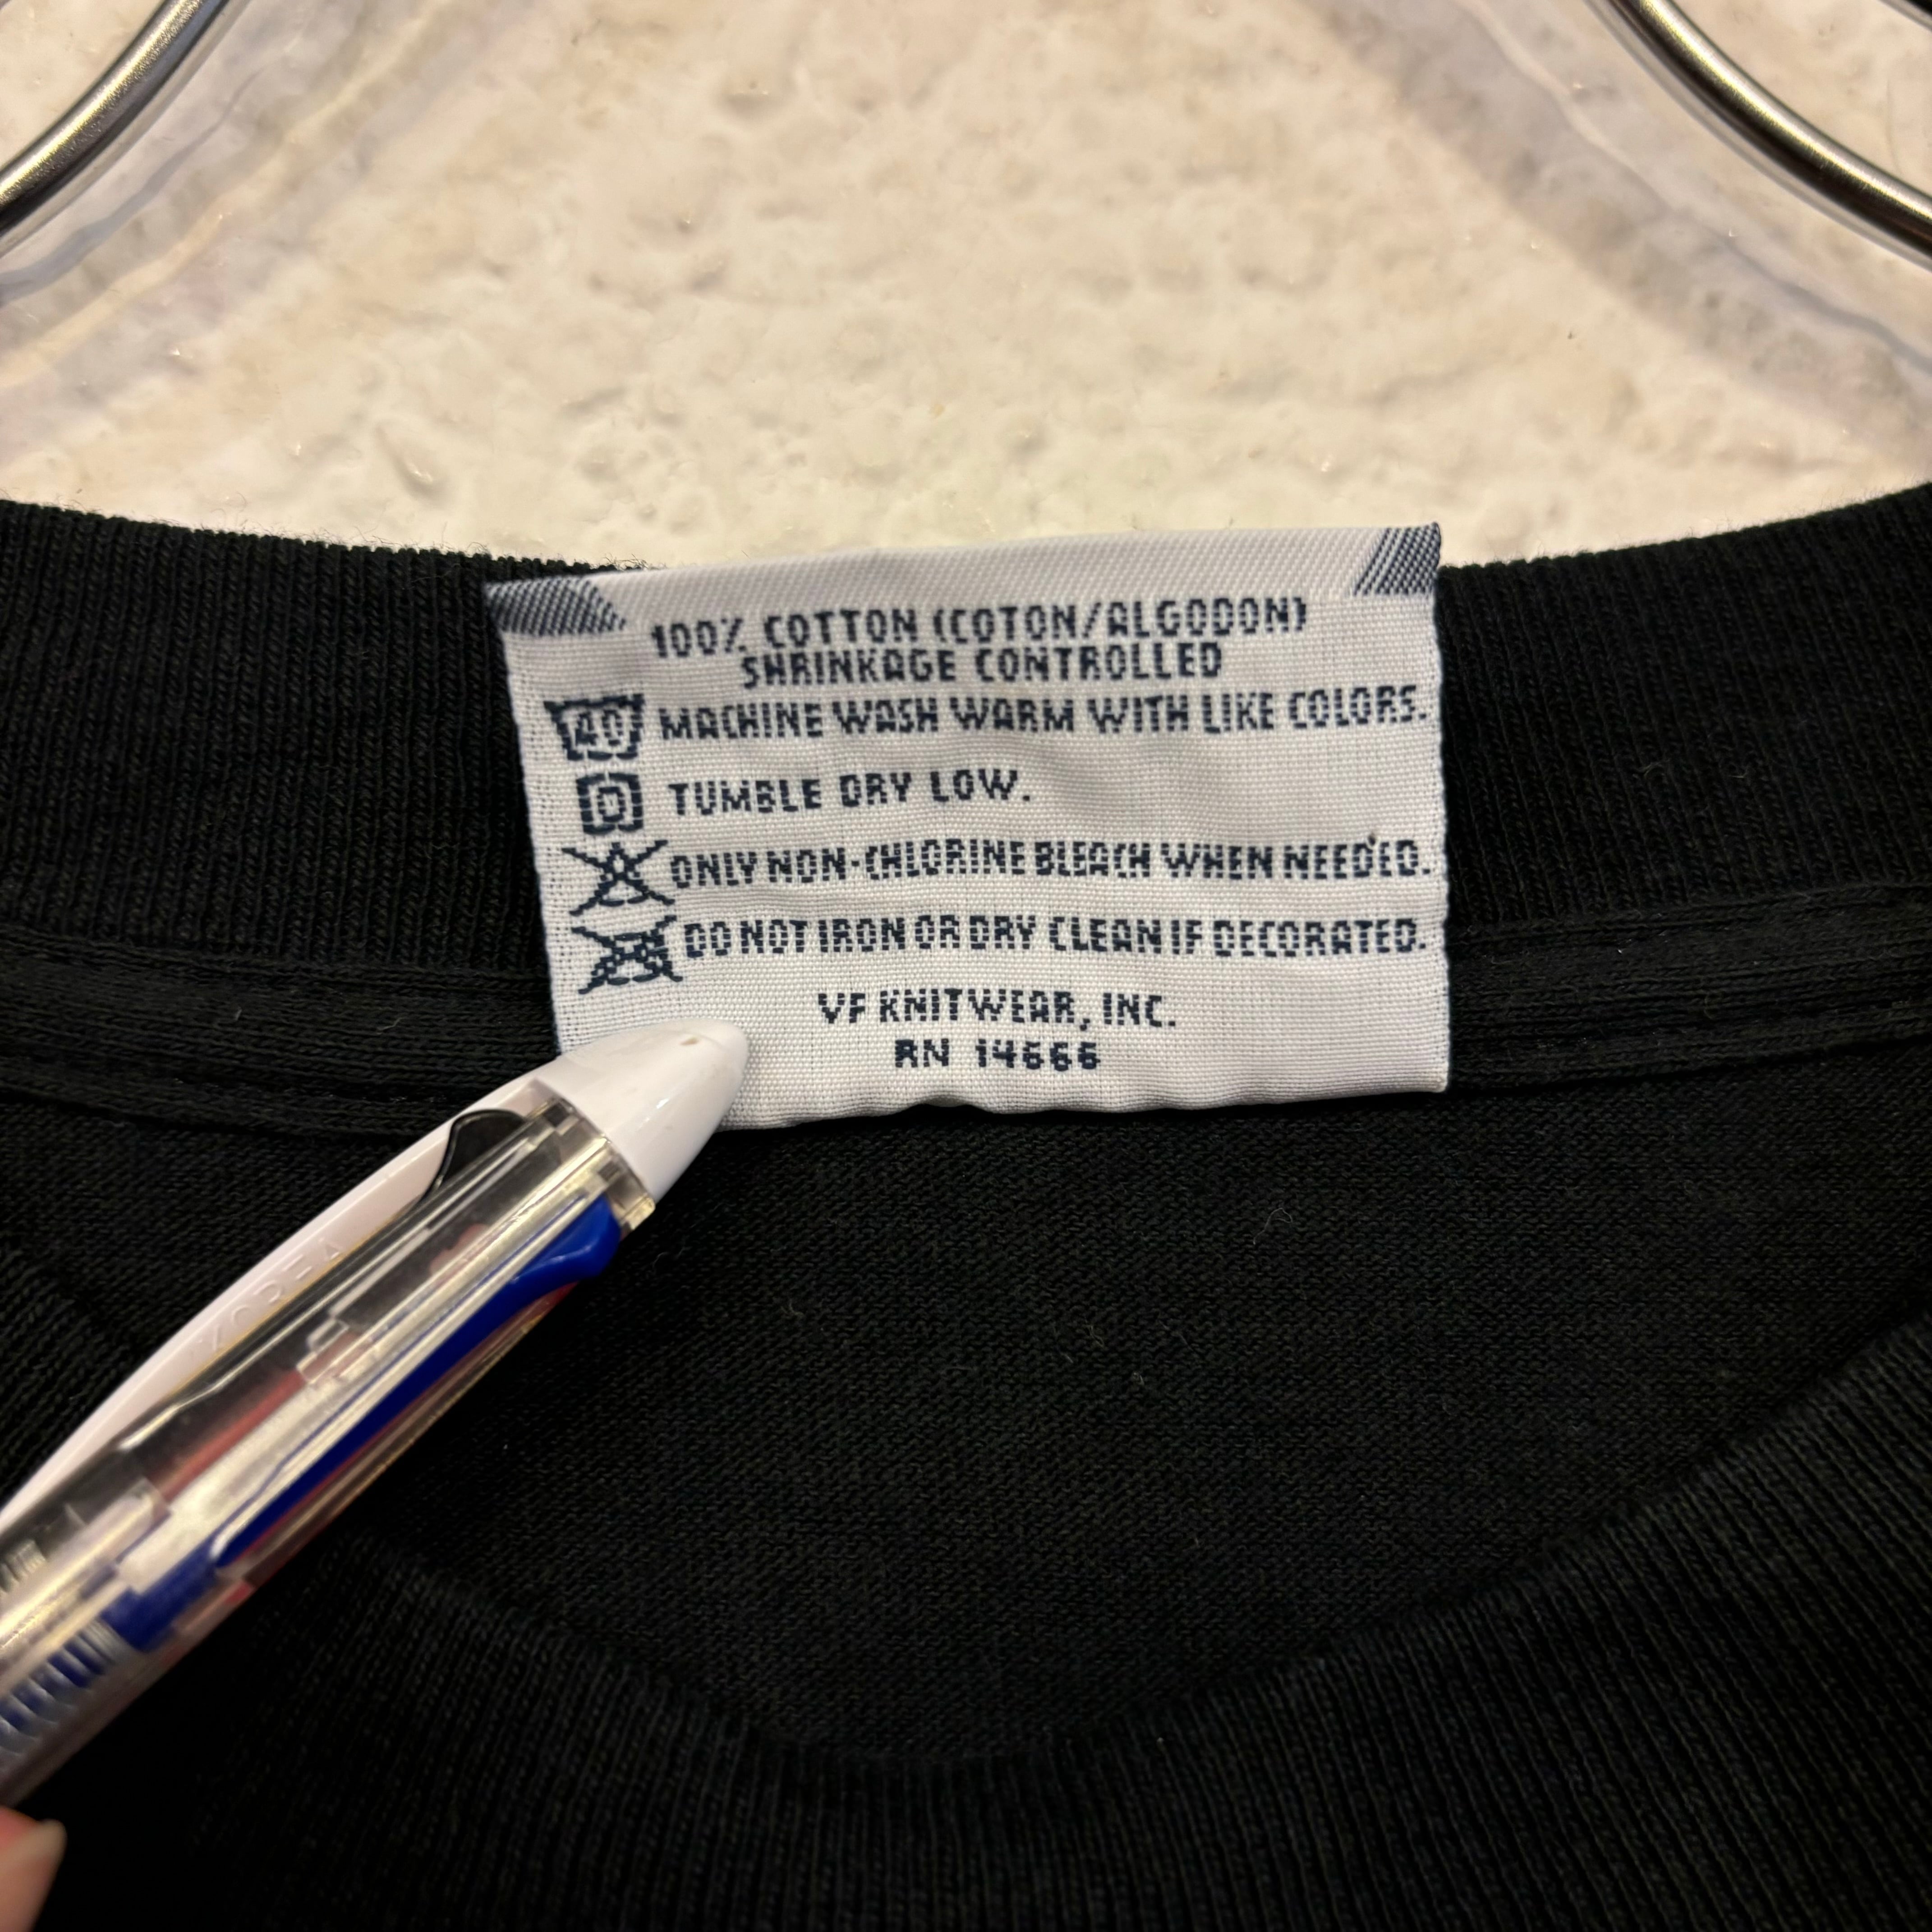 100% COTTON (COTON/ALGODON)
SHRINKAGE CONTROLLED
40 MACHINE WASH WARM WITH LIKE COLORS.
TUMBLE DRY LOW.
ONLY NON-CHLORINE BLEACH WHEN NEEDED.
DO NOT IRON OR DRY CLEAN IF DECORATED.
VF KNITWEAR, INC.
RN 14666
KOREA